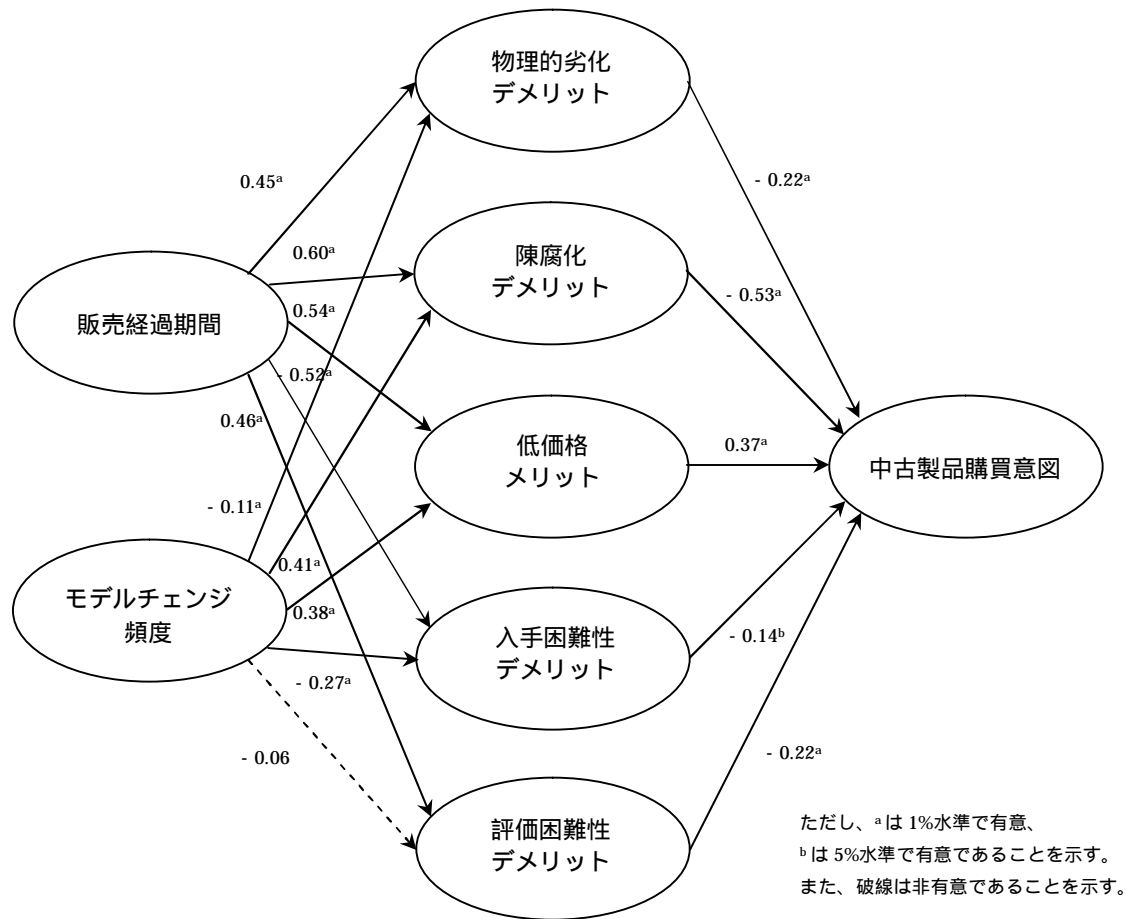 物理的劣化
デメリット
0.45ᵃ
- 0.22ᵃ
0.60ᵃ
陳腐化
デメリット
販売経過期間
0.54ᵃ
- 0.53ᵃ
- 0.52ᵃ
0.46ᵃ
低価格
メリット
0.37ᵃ
中古製品購買意図
- 0.11ᵃ
モデルチェンジ
頻度
0.41ᵃ
0.38ᵃ
入手困難性
デメリット
- 0.14ᵇ
- 0.27ᵃ
- 0.06
- 0.22ᵃ
評価困難性
デメリット
ただし、ᵃ は 1%水準で有意、
ᵇ は 5%水準で有意であることを示す。
また、破線は非有意であることを示す。